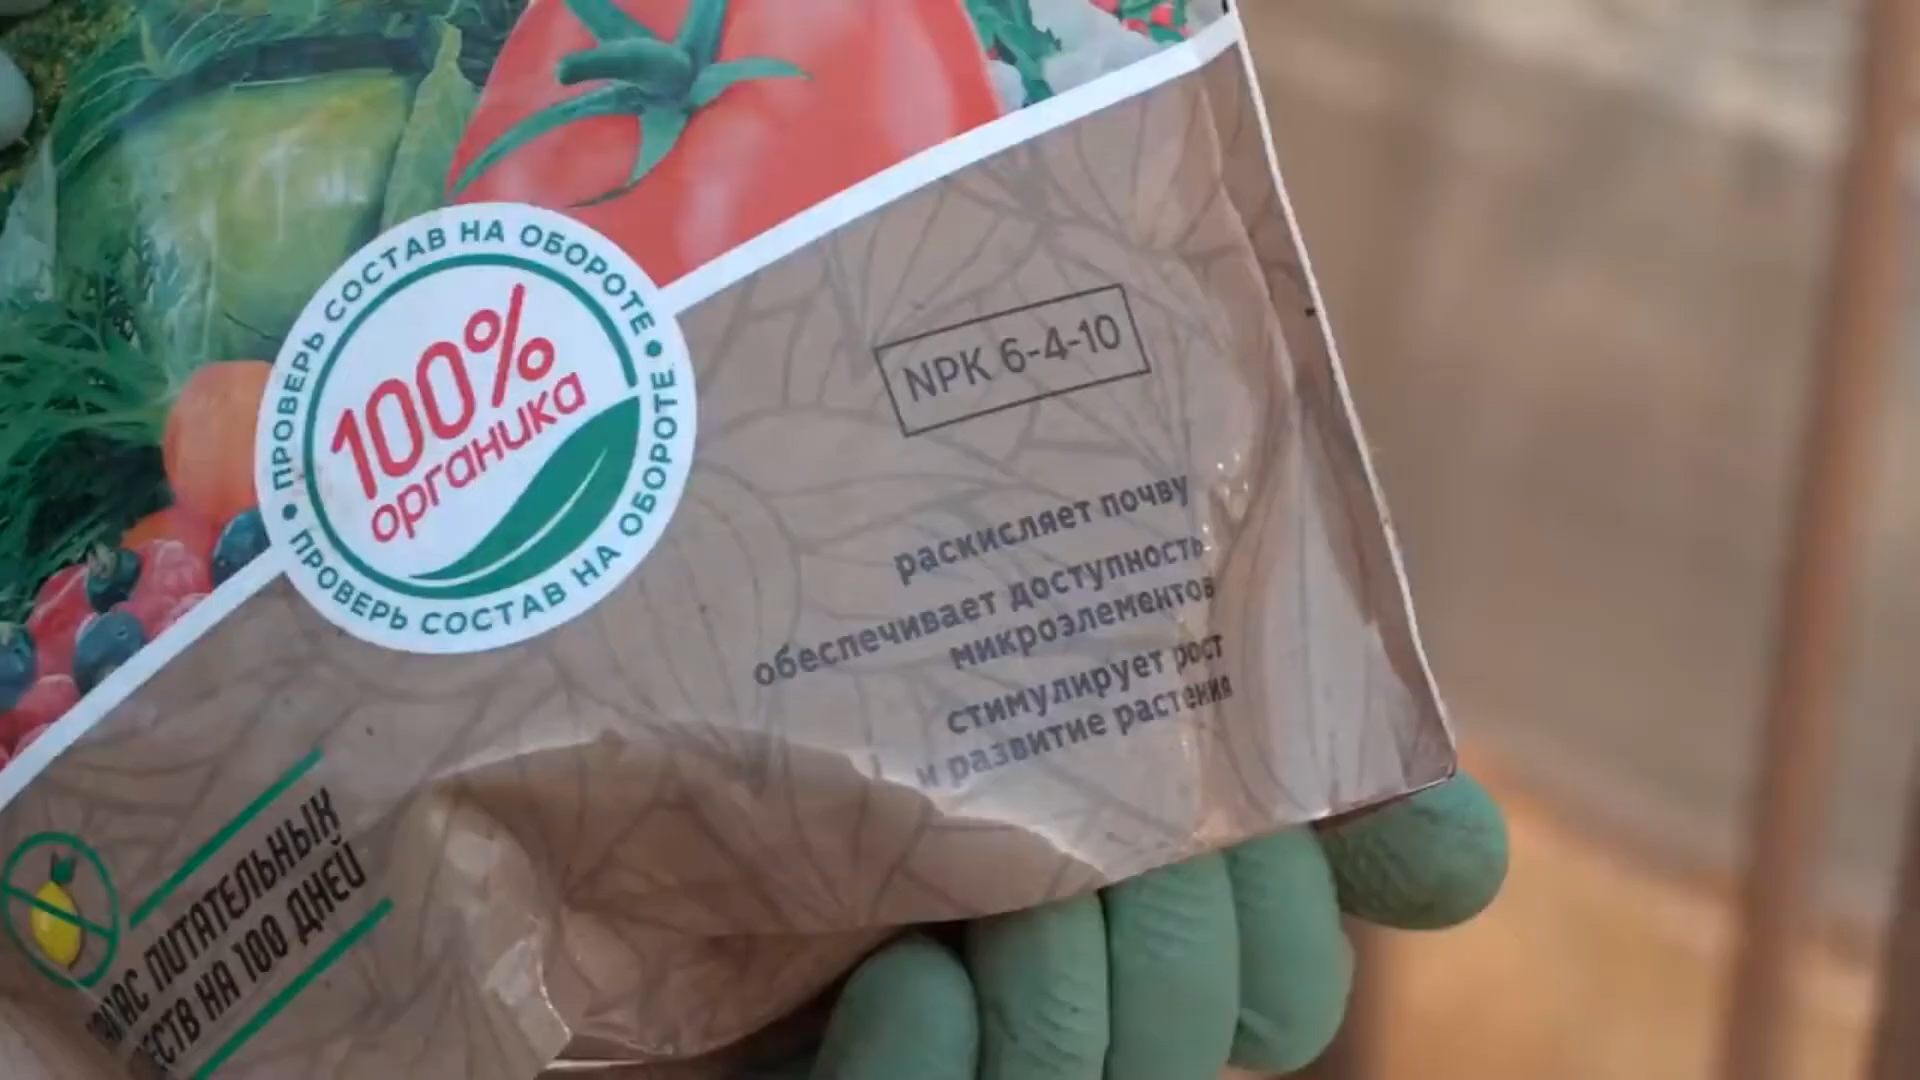 ПРОВЕРЬ СОСТАВ НА ОБОРОТЕ
100%
органика
ПРОВЕРЬ СОСТАВ НА ОБОРОТЕ
NPK 6-4-10
раскисляет почву
обеспечивает доступность
микроэлементов
стимулирует рост
и развитие растения
ПИТАТЕЛЬНЫХ
НА 100 ДНЕЙ